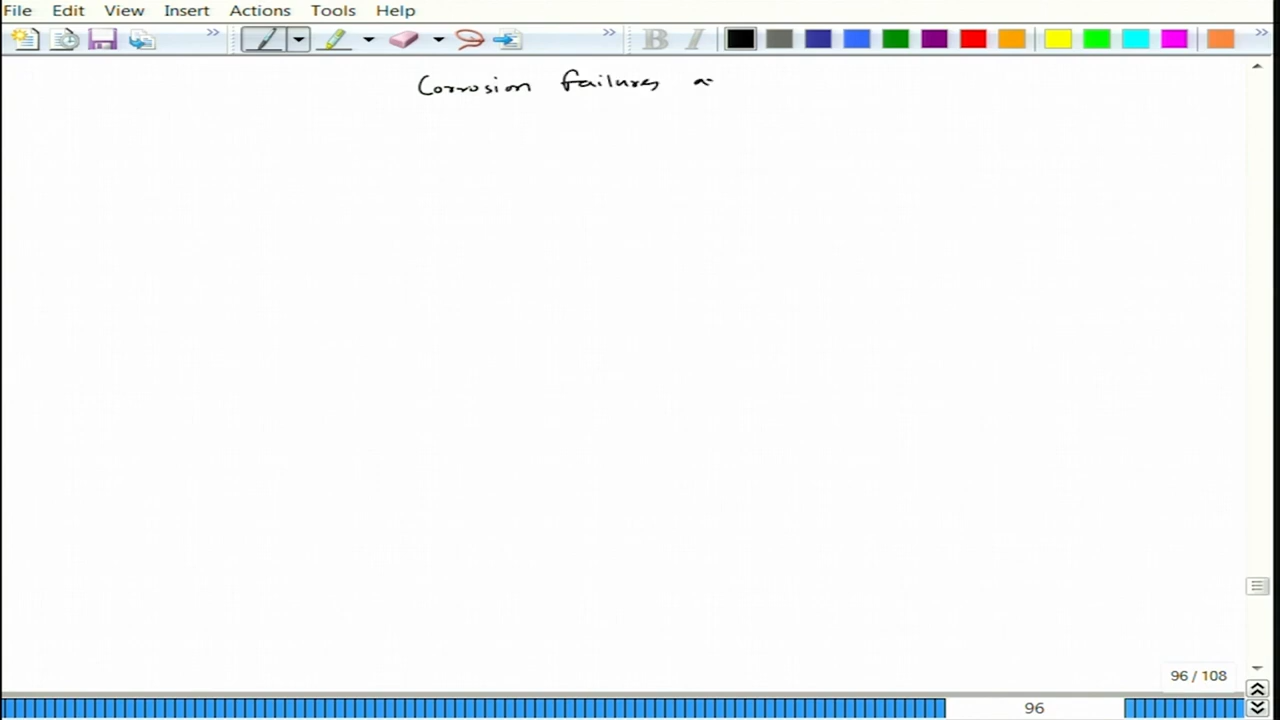 File Edit View Insert Actions Tools Help
B I
Corrosion failures a
96 / 108
96